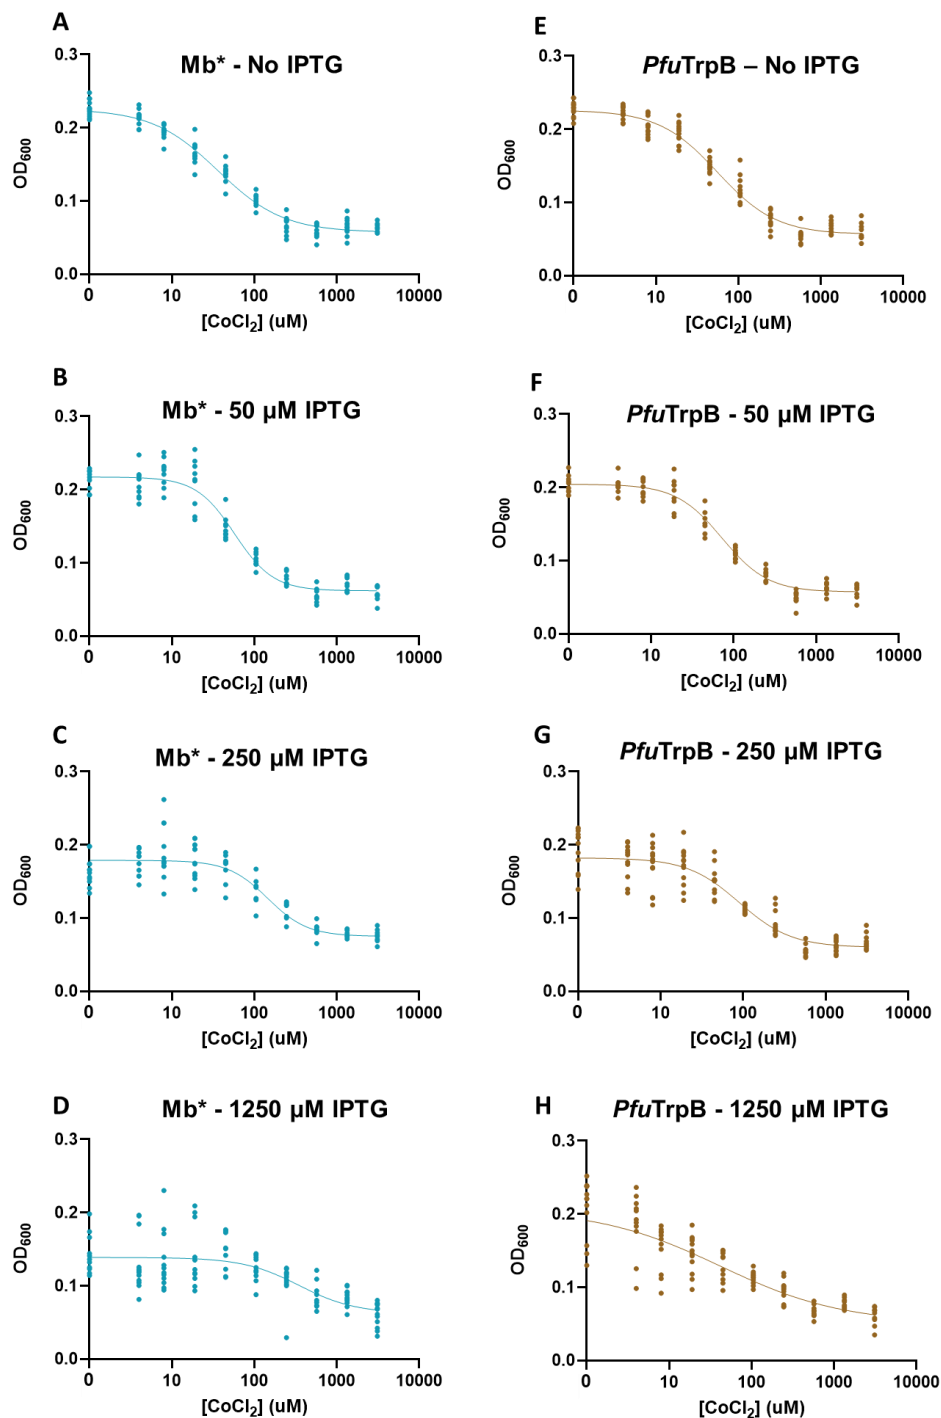 A
Mb* - No IPTG
0.3
0.2
0.1
0.0
OD600
0
10
100
1000
10000
[CoCl2] (uM)
E
PfuTrpB – No IPTG
0.3
0.2
0.1
0.0
OD600
0
10
100
1000
10000
[CoCl2] (uM)
B
Mb* - 50 µM IPTG
0.3
0.2
0.1
0.0
OD600
0
10
100
1000
10000
[CoCl2] (uM)
F
PfuTrpB - 50 µM IPTG
0.3
0.2
0.1
0.0
OD600
0
10
100
1000
10000
[CoCl2] (uM)
C
Mb* - 250 µM IPTG
0.3
0.2
0.1
0.0
OD600
0
10
100
1000
10000
[CoCl2] (uM)
G
PfuTrpB - 250 µM IPTG
0.3
0.2
0.1
0.0
OD600
0
10
100
1000
10000
[CoCl2] (uM)
D
Mb* - 1250 µM IPTG
0.3
0.2
0.1
0.0
OD600
0
10
100
1000
10000
[CoCl2] (uM)
H
PfuTrpB - 1250 µM IPTG
0.3
0.2
0.1
0.0
OD600
0
10
100
1000
10000
[CoCl2] (uM)